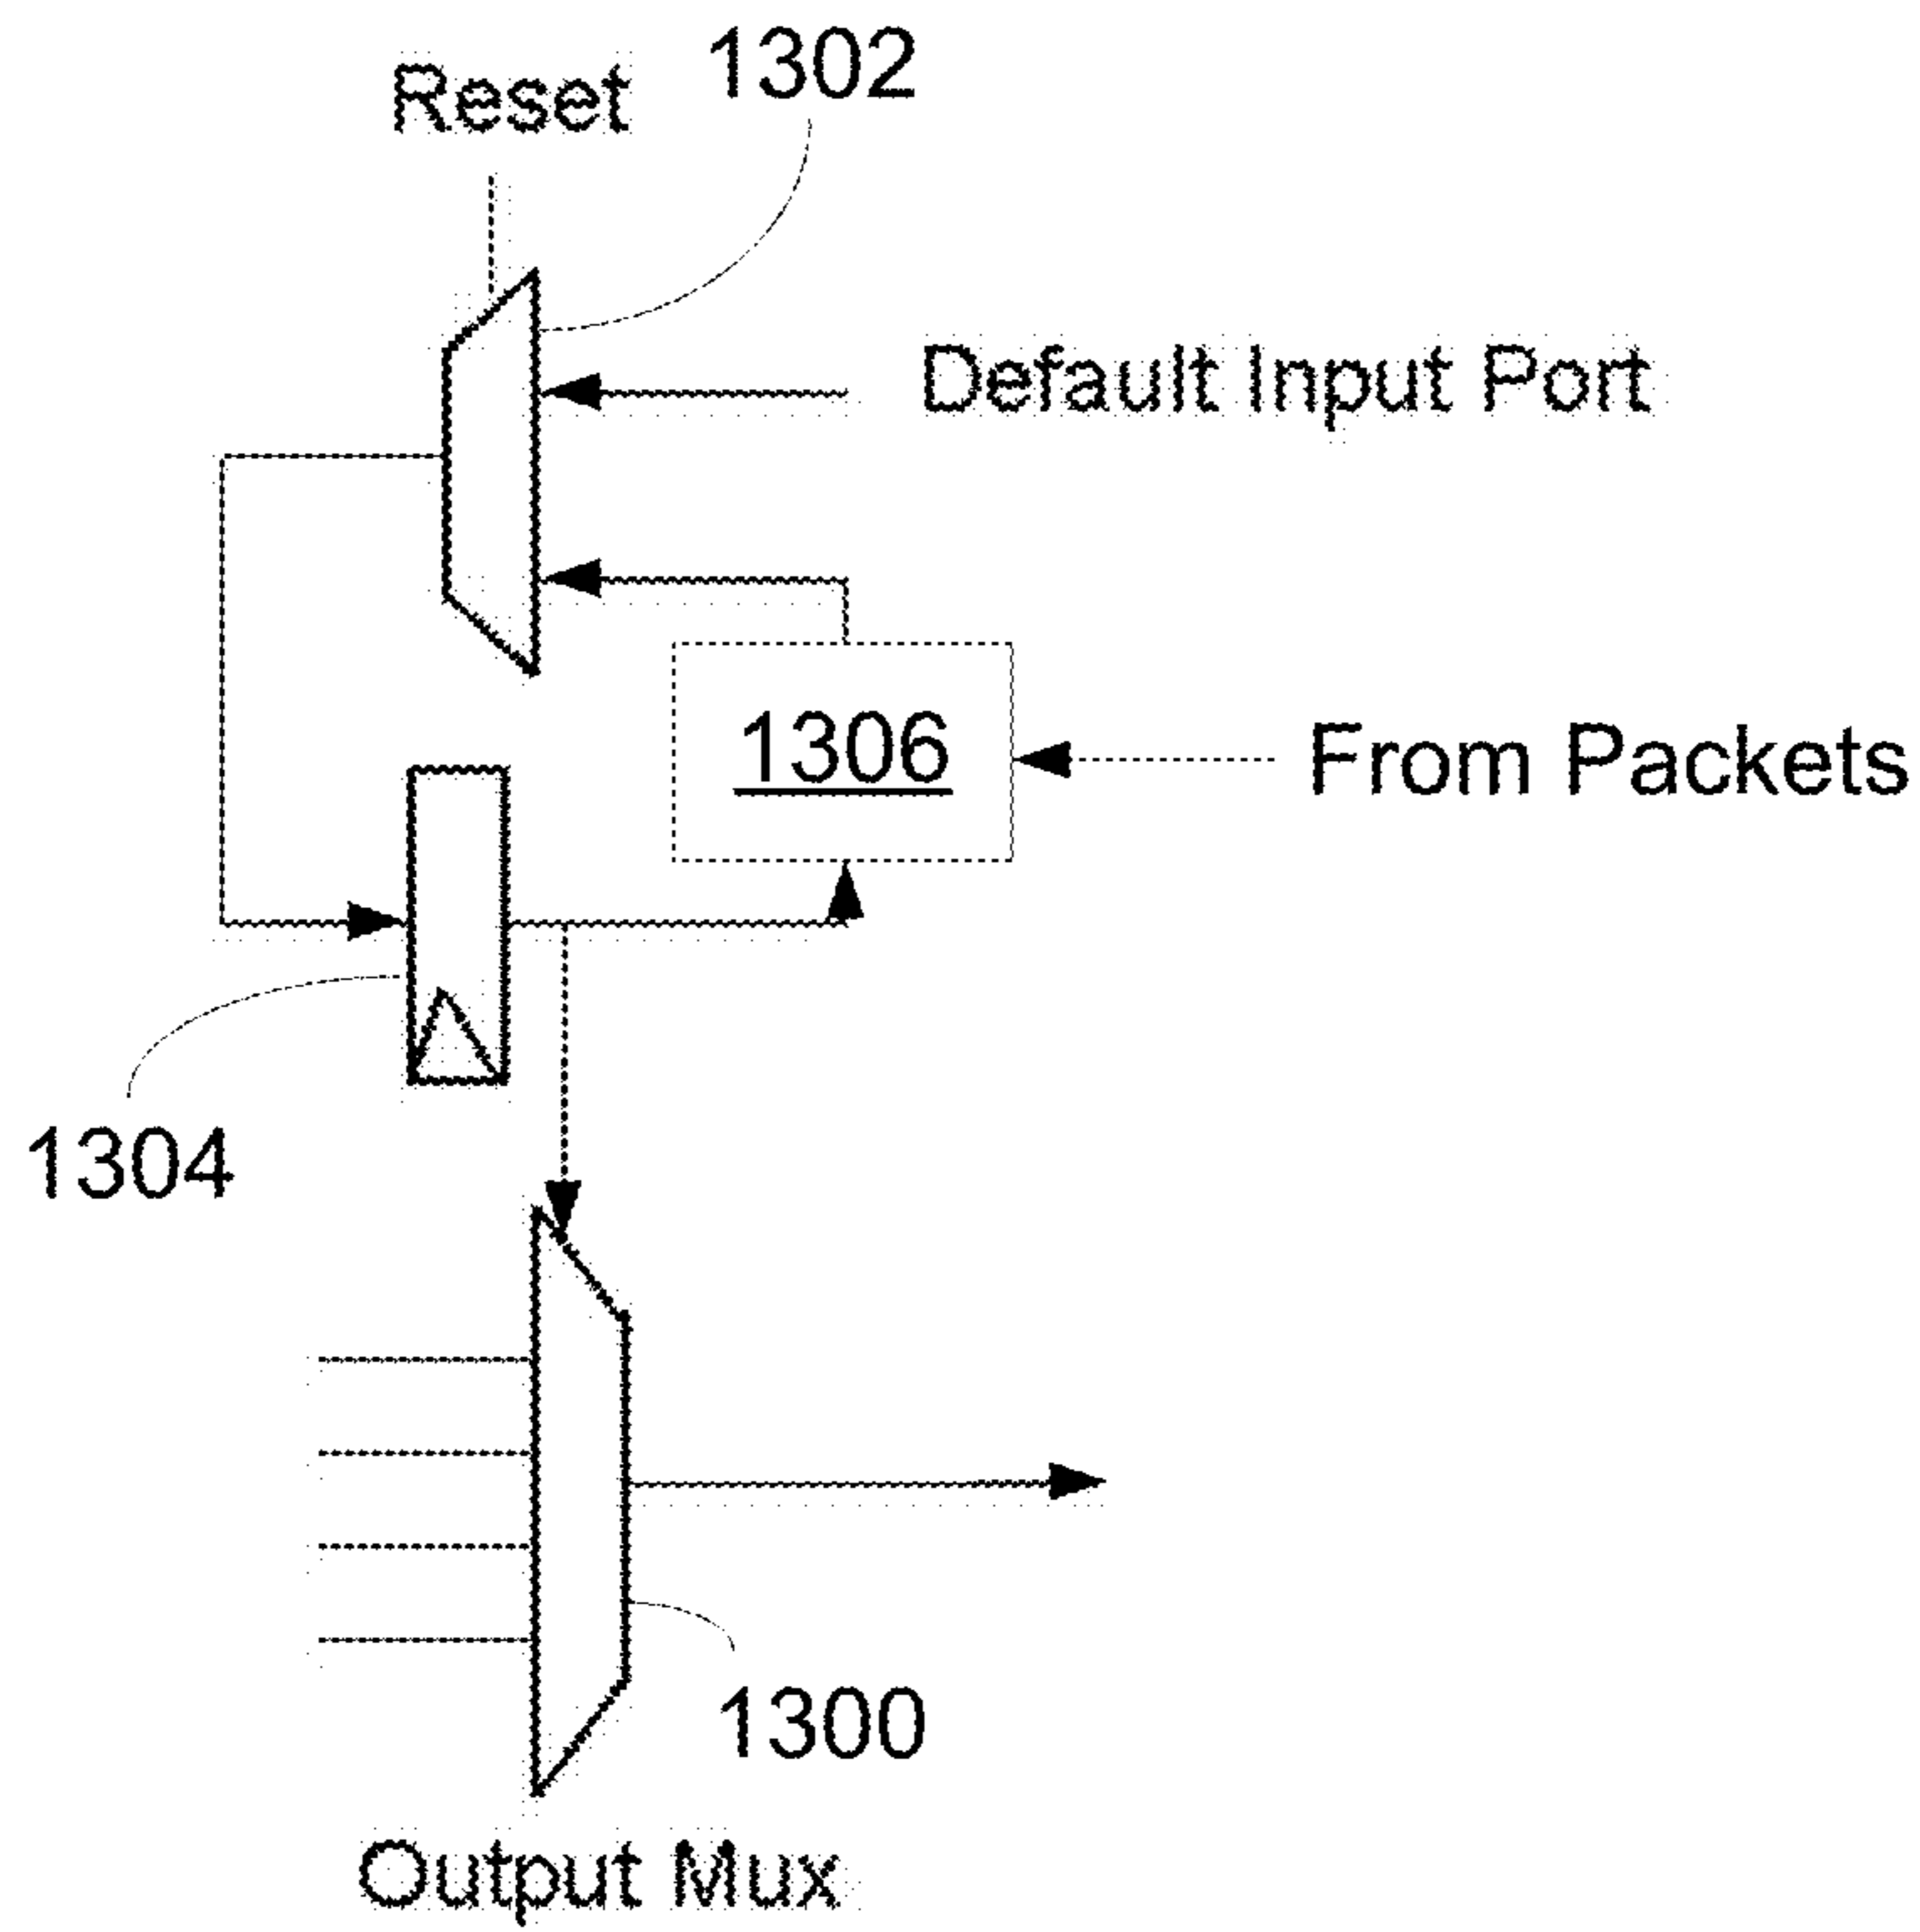 1302
Reset
Default Input Port
1306
From Packets
1304
1300
Output Mux